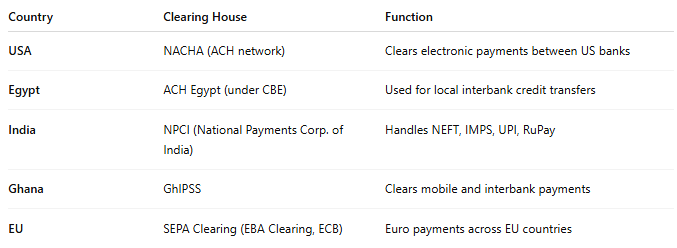 Country Clearing House Function
USA NACHA (ACH network) Clears electronic payments between US banks
Egypt ACH Egypt (under CBE) Used for local interbank credit transfers
India NPCI (National Payments Corp. of Handles NEFT, IMPS, UPI, RuPay
India)
Ghana GhIPSS Clears mobile and interbank payments
EU SEPA Clearing (EBA Clearing, ECB) Euro payments across EU countries